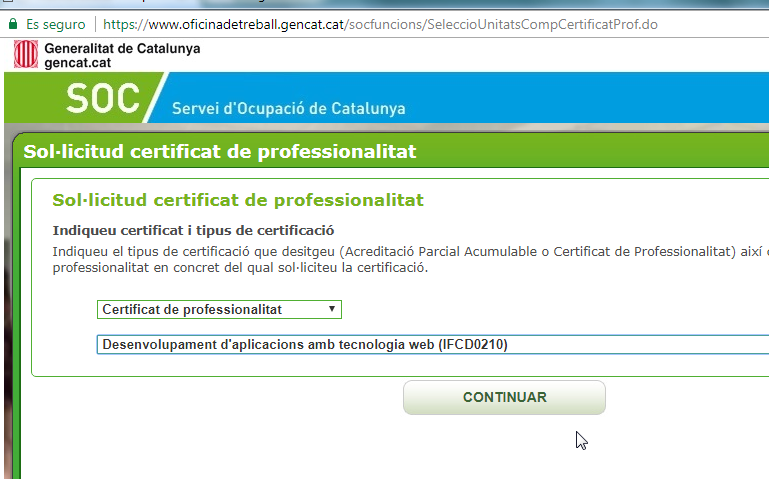 Es seguro
https://www.oficinadetreball.gencat.cat/socfuncions/SeleccioUnitatsCompCertificatProf.do
Generalitat de Catalunya
gencat.cat
SOC
Servei d'Ocupació de Catalunya
Sol·licitud certificat de professionalitat
Sol·licitud certificat de professionalitat
Indiqueu certificat i tipus de certificació
Indiqueu el tipus de certificació que desitgeu (Acreditació Parcial Acumulable o Certificat de Professionalitat) així
professionalitat en concret del qual sol·liciteu la certificació.
Certificat de professionalitat
Desenvolupament d'aplicacions amb tecnologia web (IFCD0210)
CONTINUAR